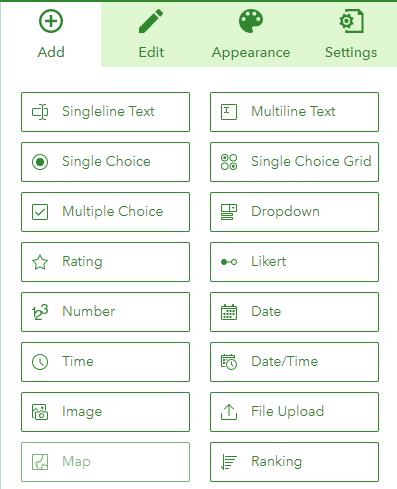 Add Edit Appearance Settings
Singleline Text Multiline Text
Single Choice Single Choice Grid
Multiple Choice Dropdown
Rating Likert
123 Number Date
Time Date/Time
Image File Upload
Map Ranking